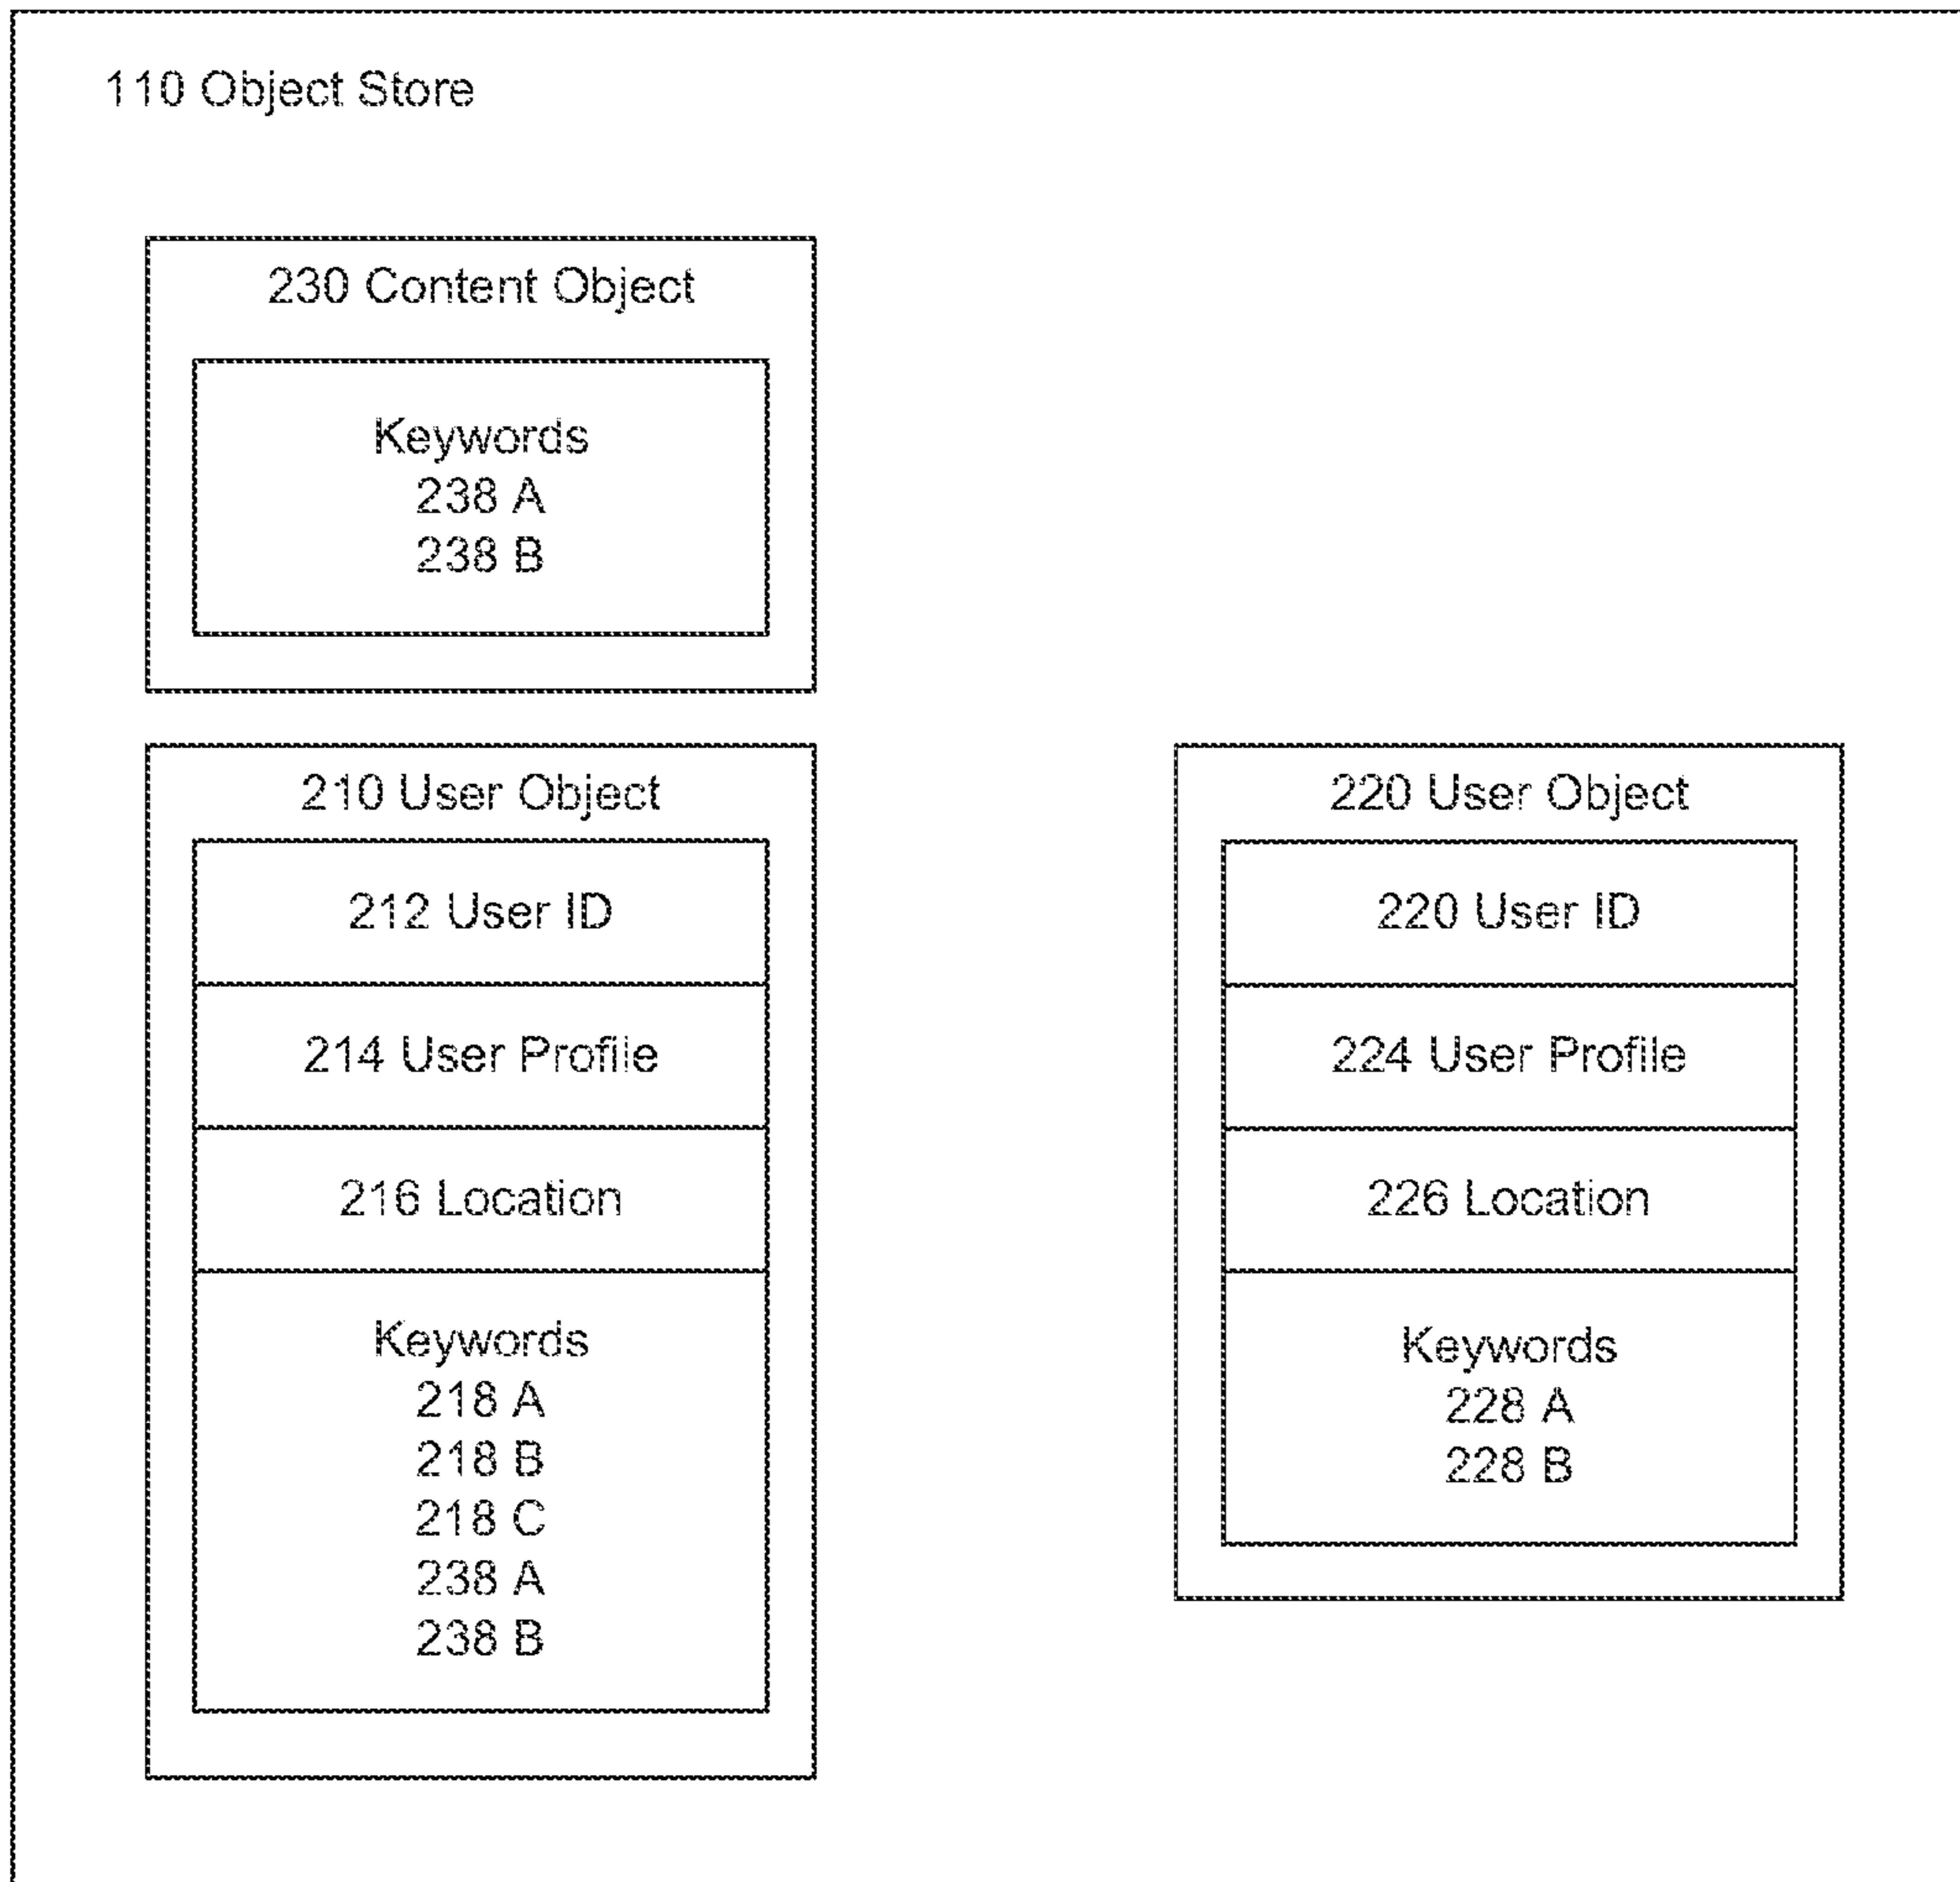 110 Object Store
230 Content Object
Keywords
238 A
238 B
210 User Object
212 User ID
214 User Profile
216 Location
Keywords
218 A
218 B
218 C
238 A
238 B
220 User Object
220 User ID
224 User Profile
226 Location
Keywords
228 A
228 B